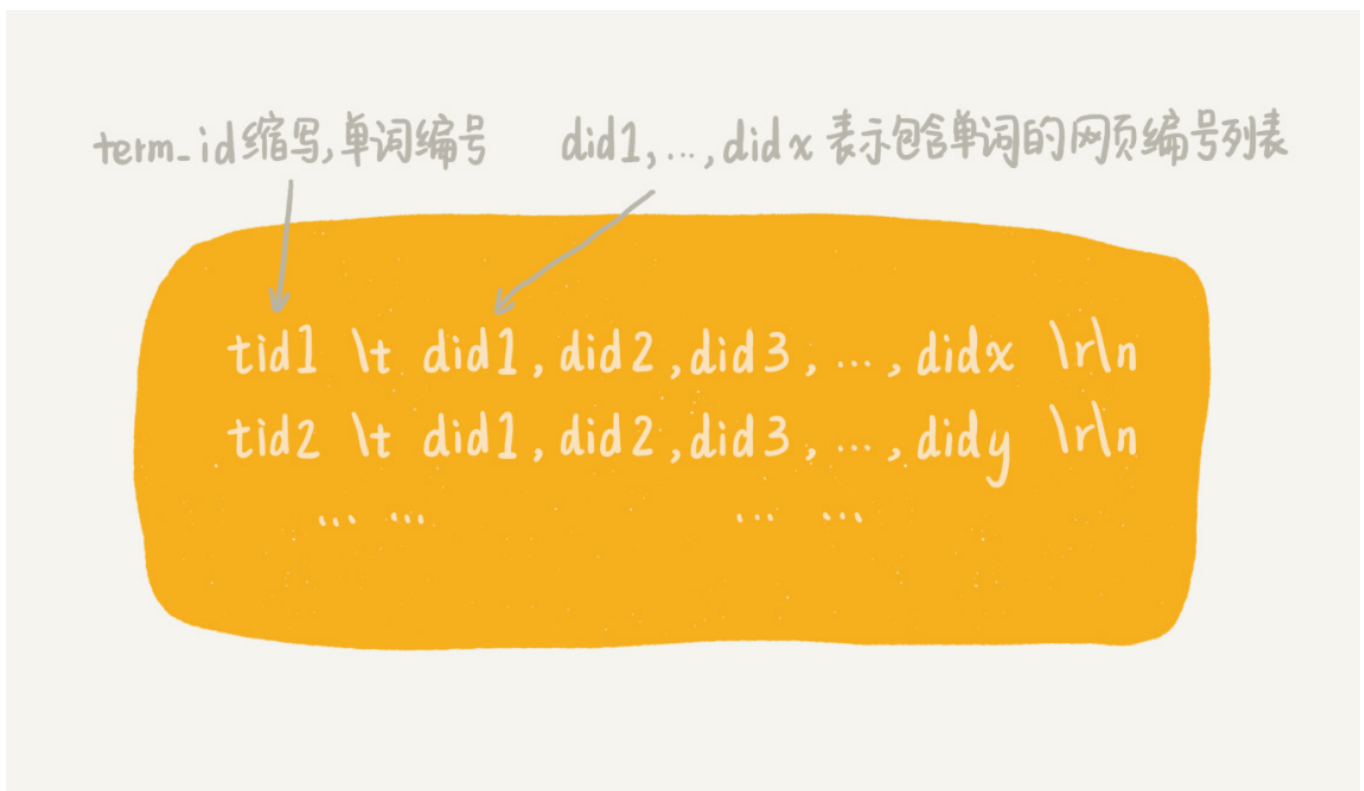 term_id缩写,单词编号
did1,...,didx 表示包含单词的网页编号列表
tid1 \t did1,did2,did3,...,didx \r\n
tid2 \t did1,did2,did3,...,didy \r\n
... ... ... ...